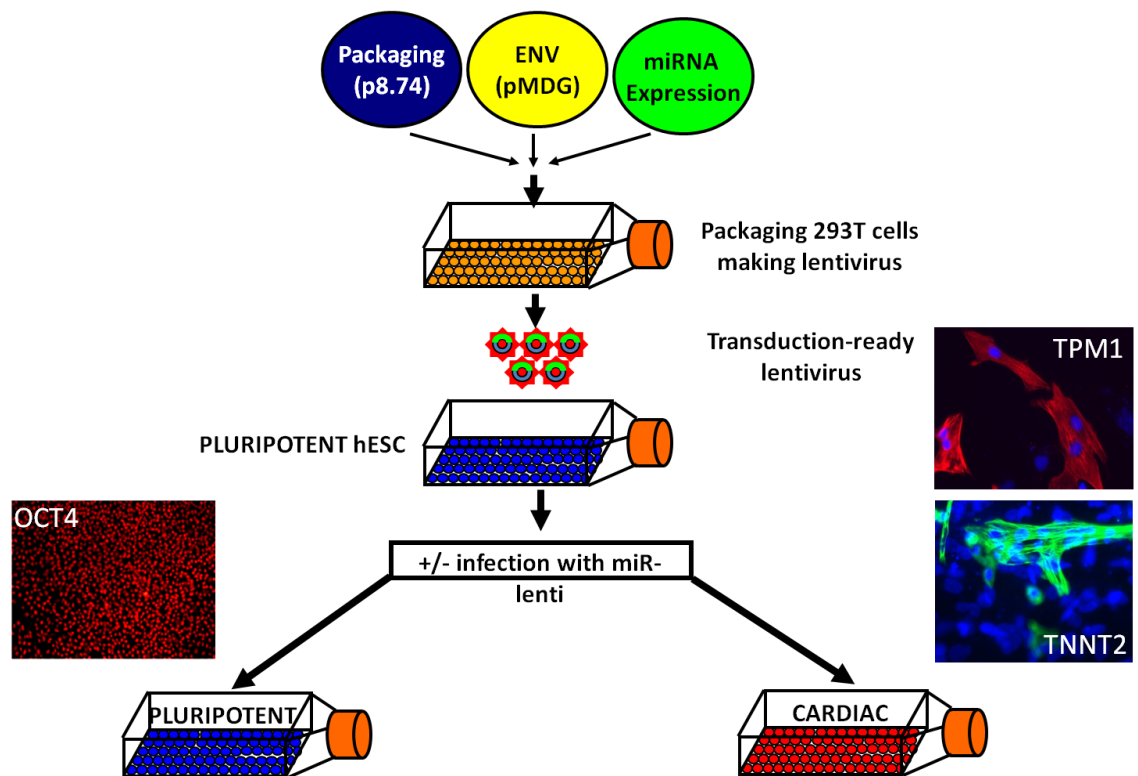 Packaging
(p8.74)
ENV
(pMDG)
miRNA
Expression
Packaging 293T cells
making lentivirus
Transduction-ready
lentivirus
TPM1
PLURIPOTENT hESC
OCT4
TNNT2
+/- infection with miR-
lenti
PLURIPOTENT
CARDIAC